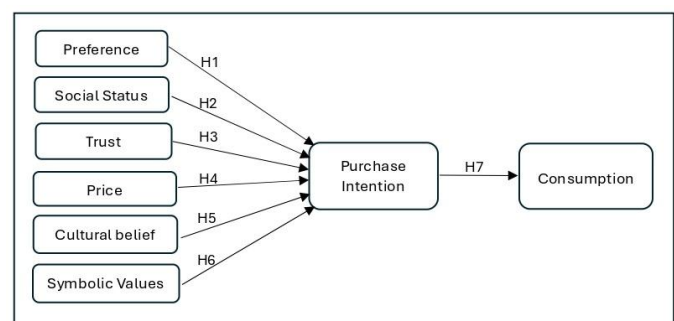 Preference
H1
Social Status
H2
Trust
H3
Price
H4
Cultural belief
H5
Symbolic Values
H6
Purchase
Intention
H7
Consumption